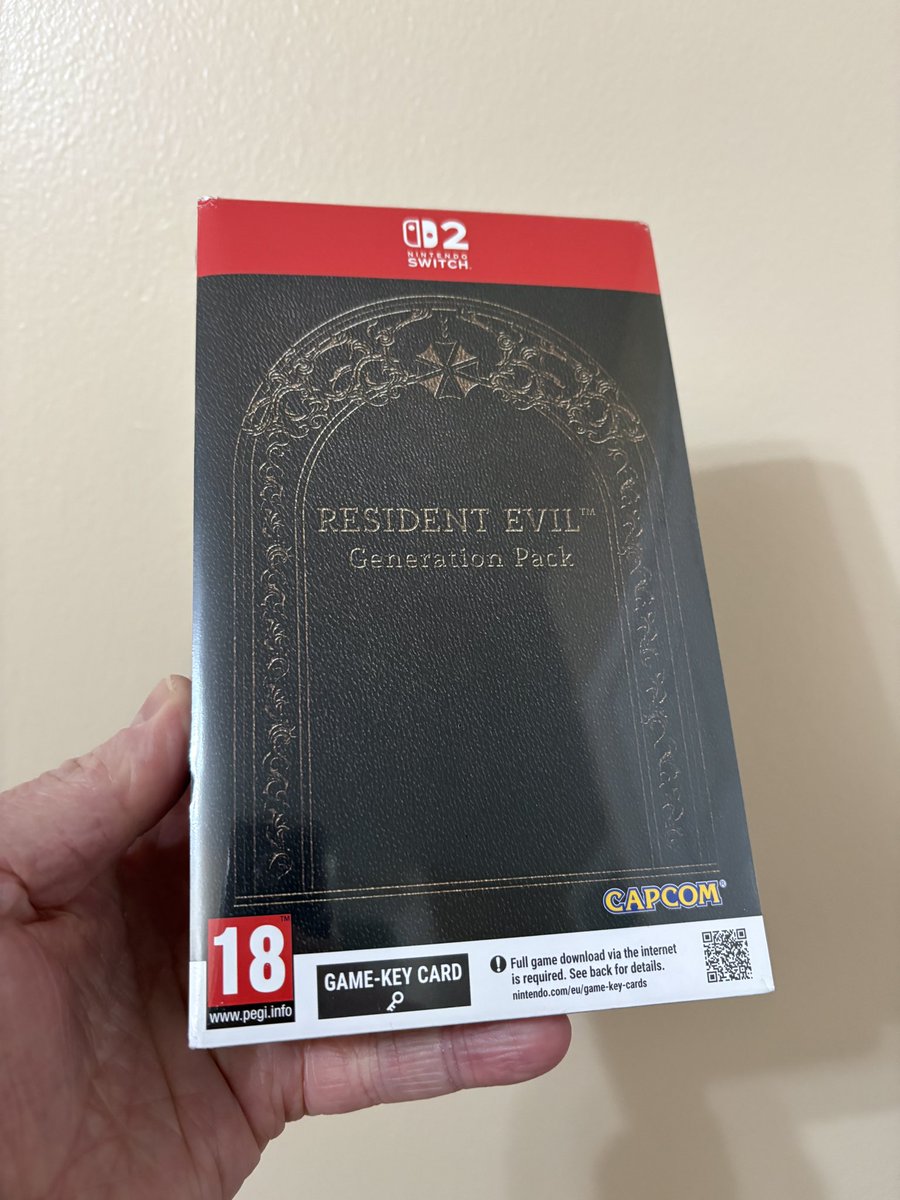 2
NINTENDO
SWITCH
RESIDENT EVIL™
Generation Pack
CAPCOM®
18™
www.pegi.info
GAME-KEY CARD
! Full game download via the internet
is required. See back for details.
nintendo.com/eu/game-key-cards